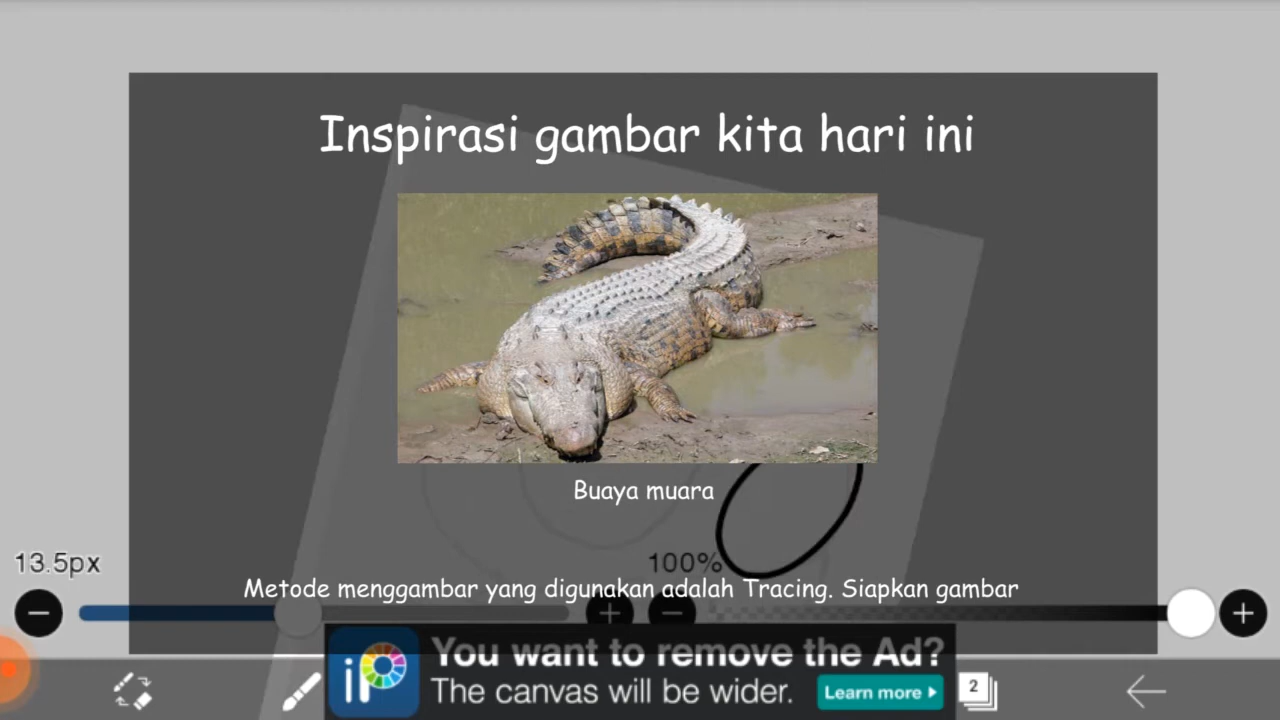 Inspirasi gambar kita hari ini
Buaya muara
13.5px
100%
Metode menggambar yang digunakan adalah Tracing. Siapkan gambar
iP
You want to remove the Ad?
The canvas will be wider.
Learn more
2